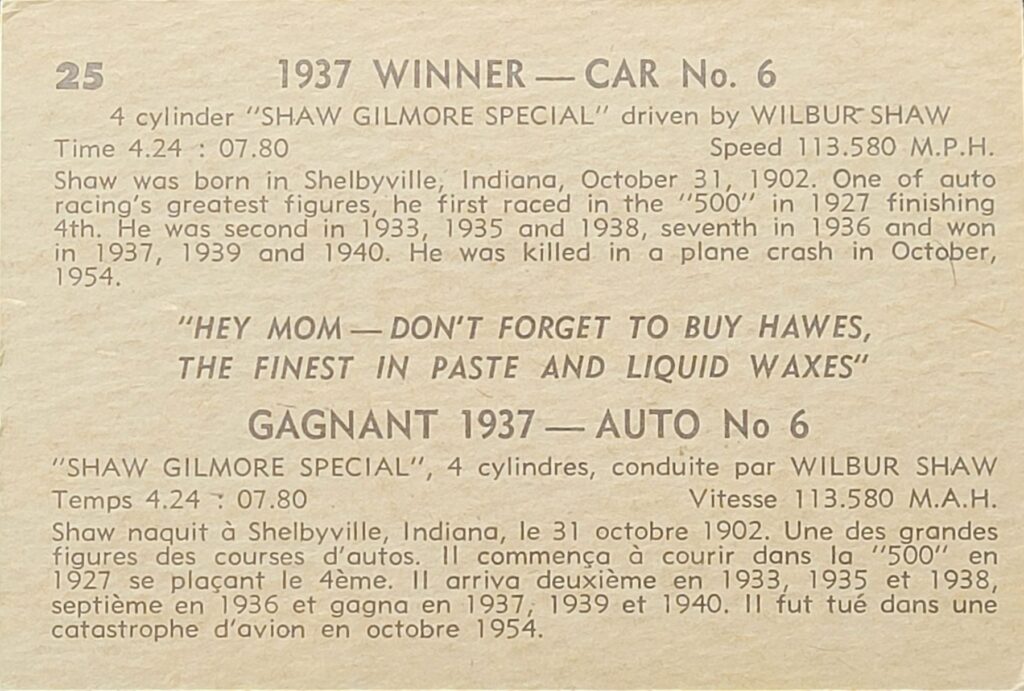 25 1937 WINNER — CAR No. 6
4 cylinder "SHAW GILMORE SPECIAL" driven by WILBUR SHAW
Time 4.24 : 07.80 Speed 113.580 M.P.H.
Shaw was born in Shelbyville, Indiana, October 31, 1902. One of auto
racing's greatest figures, he first raced in the "500" in 1927 finishing
4th. He was second in 1933, 1935 and 1938, seventh in 1936 and won
in 1937, 1939 and 1940. He was killed in a plane crash in October,
1954.
"HEY MOM — DON'T FORGET TO BUY HAWES,
THE FINEST IN PASTE AND LIQUID WAXES"
GAGNANT 1937 — AUTO No 6
"SHAW GILMORE SPECIAL", 4 cylindres, conduite par WILBUR SHAW
Temps 4.24 : 07.80 Vitesse 113.580 M.A.H.
Shaw naquit à Shelbyville, Indiana, le 31 octobre 1902. Une des grandes
figures des courses d'autos. Il commença à courir dans la "500" en
1927 se plaçant le 4ème. Il arriva deuxième en 1933, 1935 et 1938,
septième en 1936 et gagna en 1937, 1939 et 1940. Il fut tué dans une
catastrophe d'avion en octobre 1954.